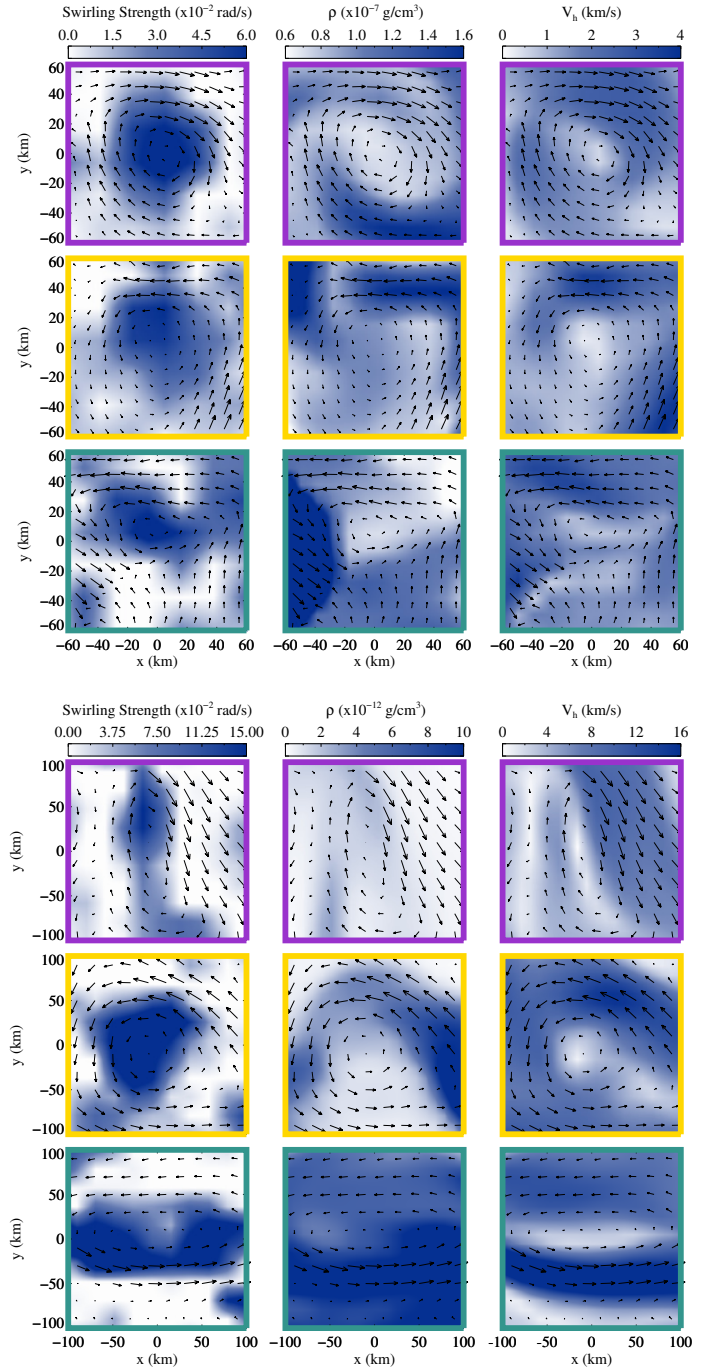 Swirling Strength (x10⁻² rad/s) ρ (x10⁻⁷ g/cm³) Vₕ (km/s)
0.0 1.5 3.0 4.5 6.0 0.6 0.8 1.0 1.2 1.4 1.6 0 1 2 3 4
60
40
20
y (km) 0
−20
−40
−60
60
40
20
y (km) 0
−20
−40
−60
60
40
20
y (km) 0
−20
−40
−60
−60 −40 −20 0 20 40 60 −60 −40 −20 0 20 40 60 −60 −40 −20 0 20 40 60
x (km) x (km) x (km)
Swirling Strength (x10⁻² rad/s) ρ (x10⁻¹² g/cm³) Vₕ (km/s)
0.00 3.75 7.50 11.25 15.00 0 2 4 6 8 10 0 4 8 12 16
100
50
y (km) 0
−50
−100
100
50
y (km) 0
−50
−100
100
50
y (km) 0
−50
−100
−100 −50 0 50 100 −100 −50 0 50 100 -100 −50 0 50 100
x (km) x (km) x (km)